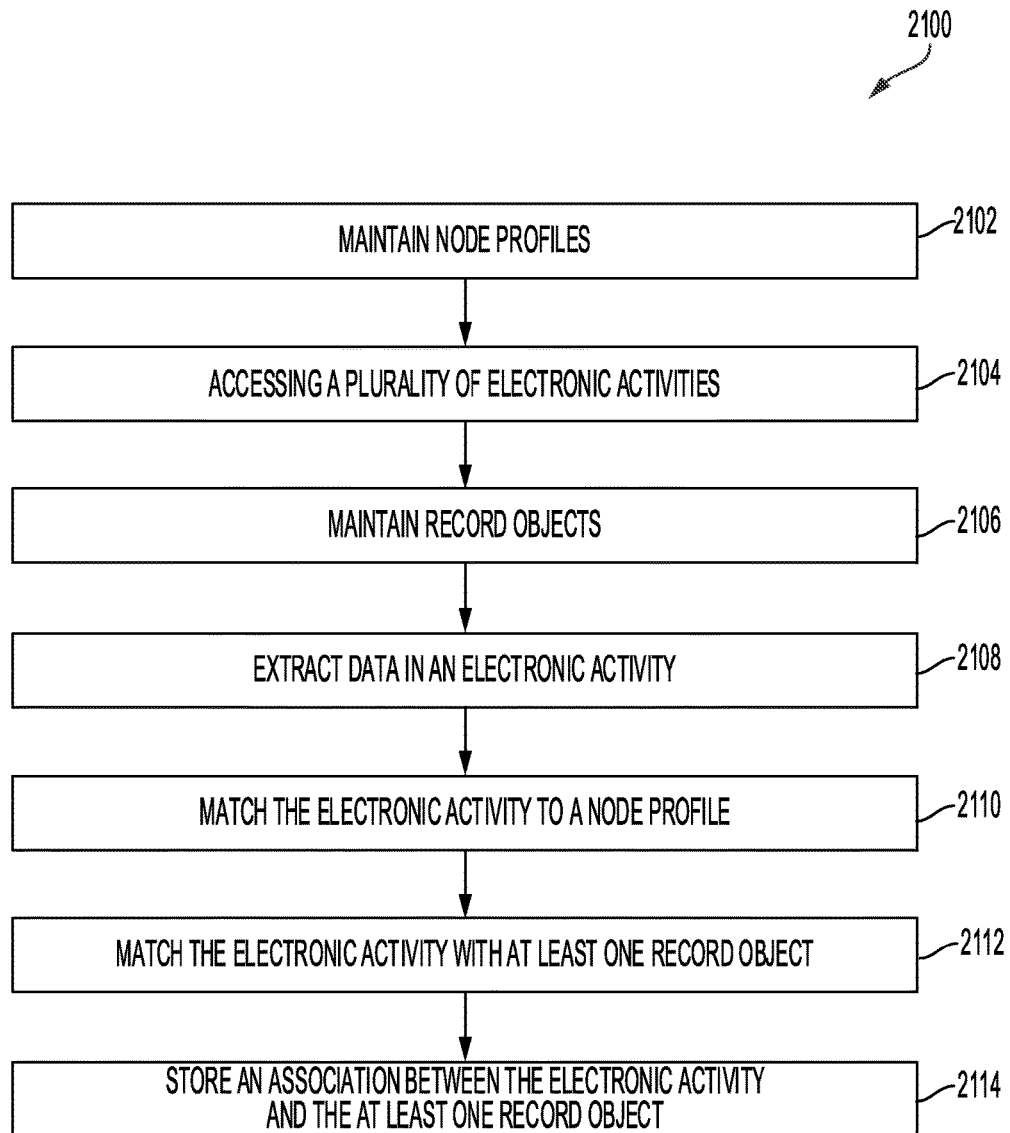 2100
MAINTAIN NODE PROFILES
2102
ACCESSING A PLURALITY OF ELECTRONIC ACTIVITIES
2104
MAINTAIN RECORD OBJECTS
2106
EXTRACT DATA IN AN ELECTRONIC ACTIVITY
2108
MATCH THE ELECTRONIC ACTIVITY TO A NODE PROFILE
2110
MATCH THE ELECTRONIC ACTIVITY WITH AT LEAST ONE RECORD OBJECT
2112
STORE AN ASSOCIATION BETWEEN THE ELECTRONIC ACTIVITY
AND THE AT LEAST ONE RECORD OBJECT
2114